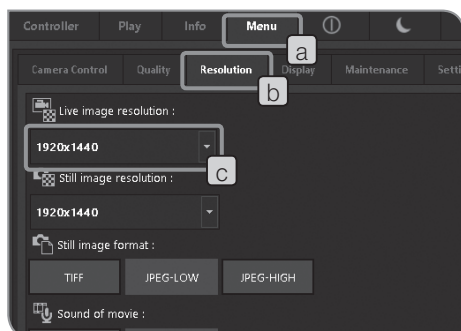 Controller Play Info Menu
a
Camera Control Quality Resolution Display Maintenance Setti
b
Live image resolution :
1920x1440
c
Still image resolution :
1920x1440
Still image format :
TIFF JPEG-LOW JPEG-HIGH
Sound of movie :